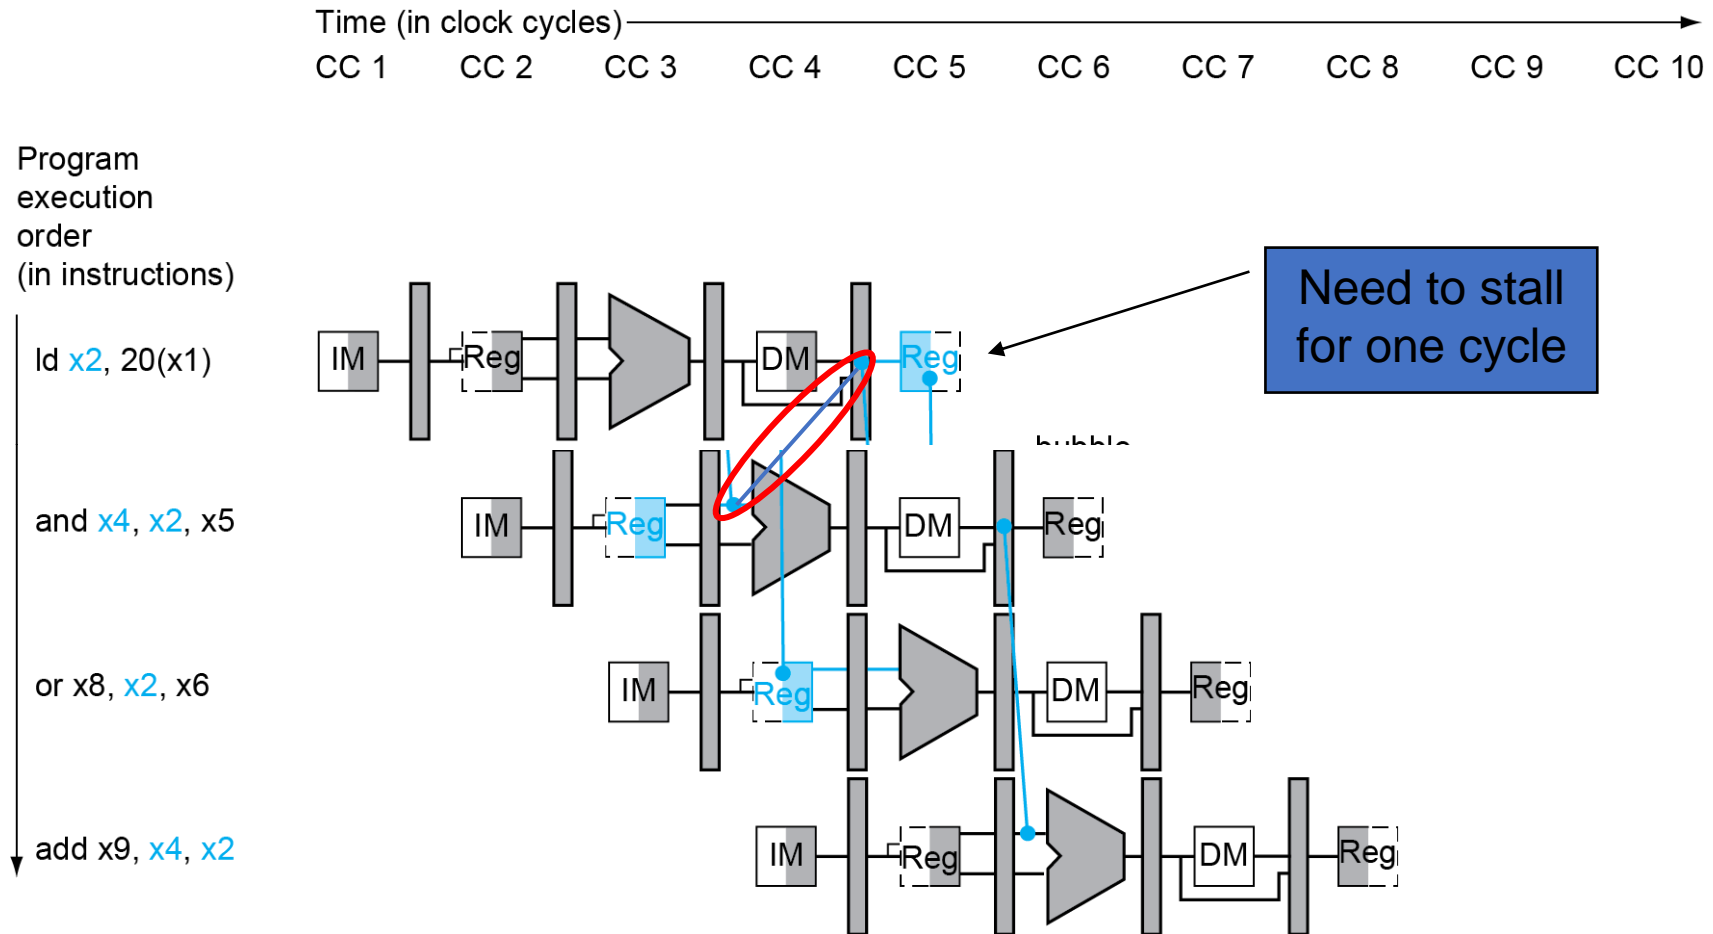 Time (in clock cycles)
CC 1 CC 2 CC 3 CC 4 CC 5 CC 6 CC 7 CC 8 CC 9 CC 10
Program
execution
order
(in instructions)
Need to stall
for one cycle
ld x2, 20(x1) IM Reg DM Reg
bubble
and x4, x2, x5 IM Reg DM Reg
or x8, x2, x6 IM Reg DM Reg
add x9, x4, x2 IM Reg DM Reg